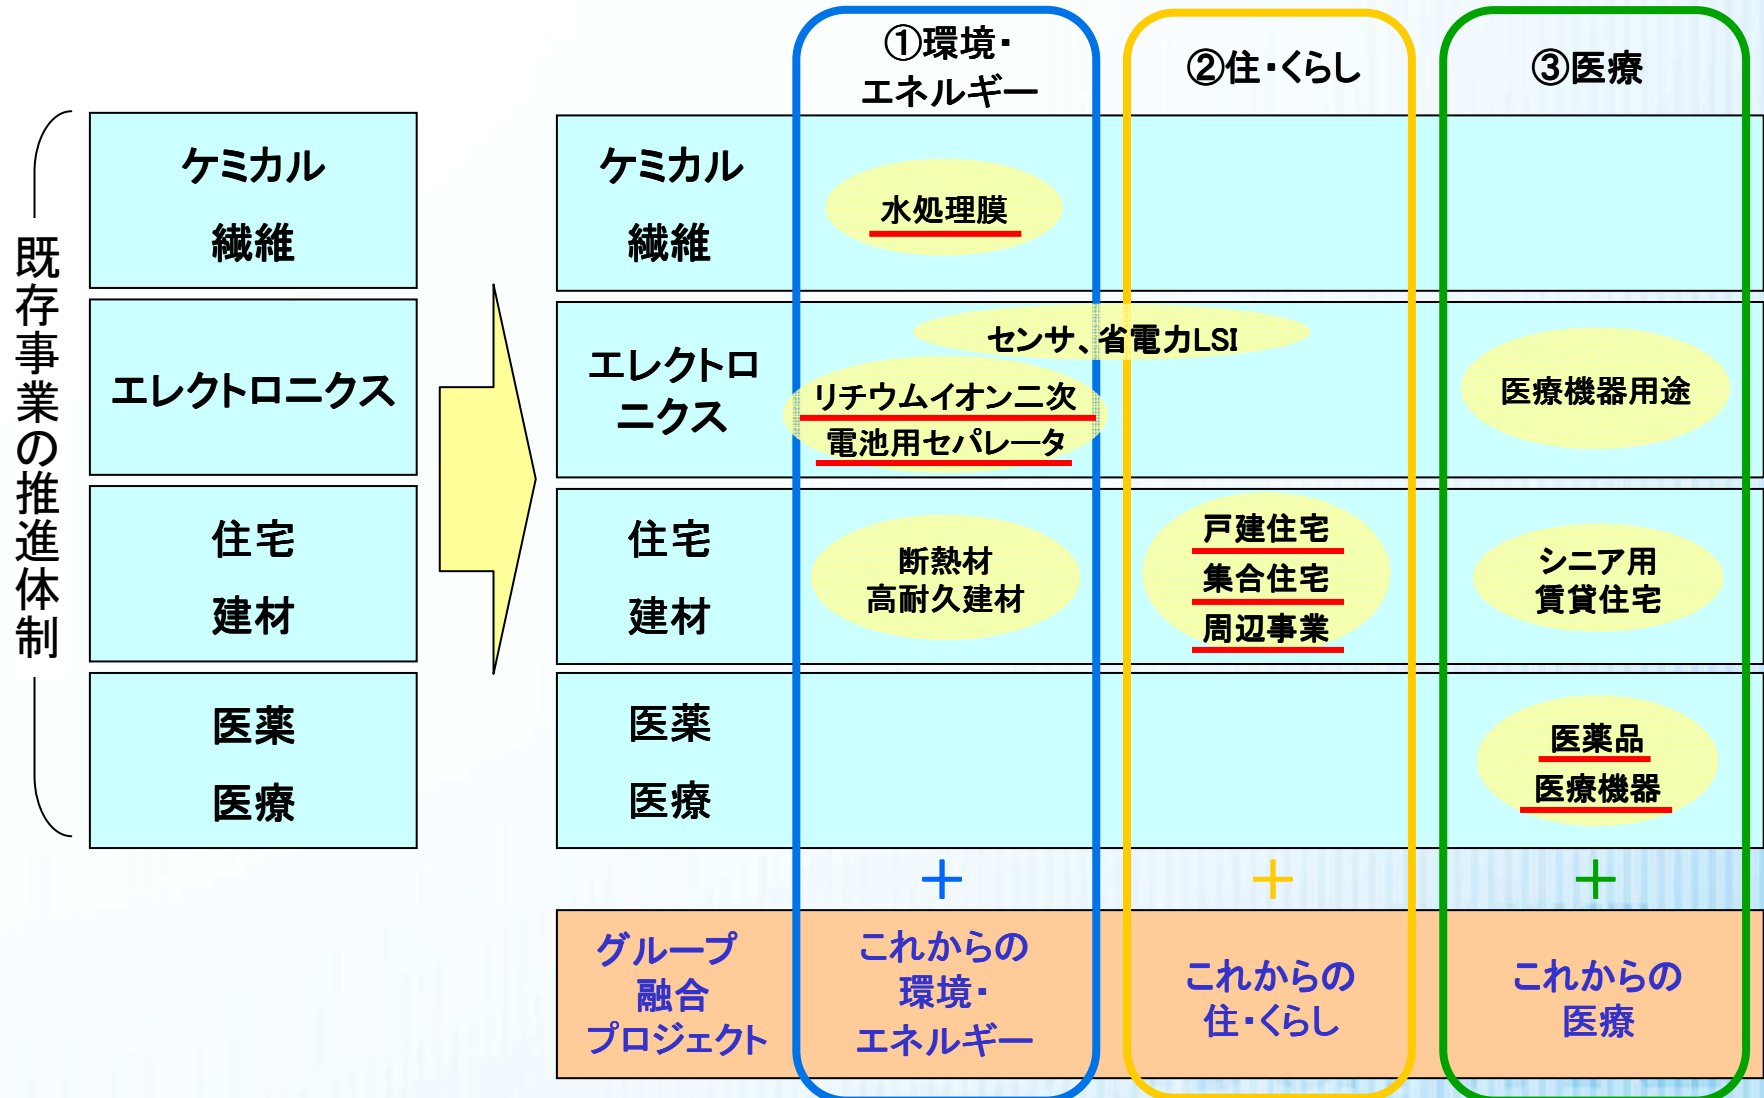 既存事業の推進体制
ケミカル
繊維
エレクトロニクス
住宅
建材
医薬
医療
①環境・
エネルギー
②住・くらし
③医療
ケミカル
繊維
水処理膜
エレクトロ
ニクス
センサ、省電力LSI
リチウムイオン二次
電池用セパレータ
医療機器用途
住宅
建材
断熱材
高耐久建材
戸建住宅
集合住宅
周辺事業
シニア用
賃貸住宅
医薬
医療
医薬品
医療機器
＋
＋
＋
グループ
融合
プロジェクト
これからの
環境・
エネルギー
これからの
住・くらし
これからの
医療